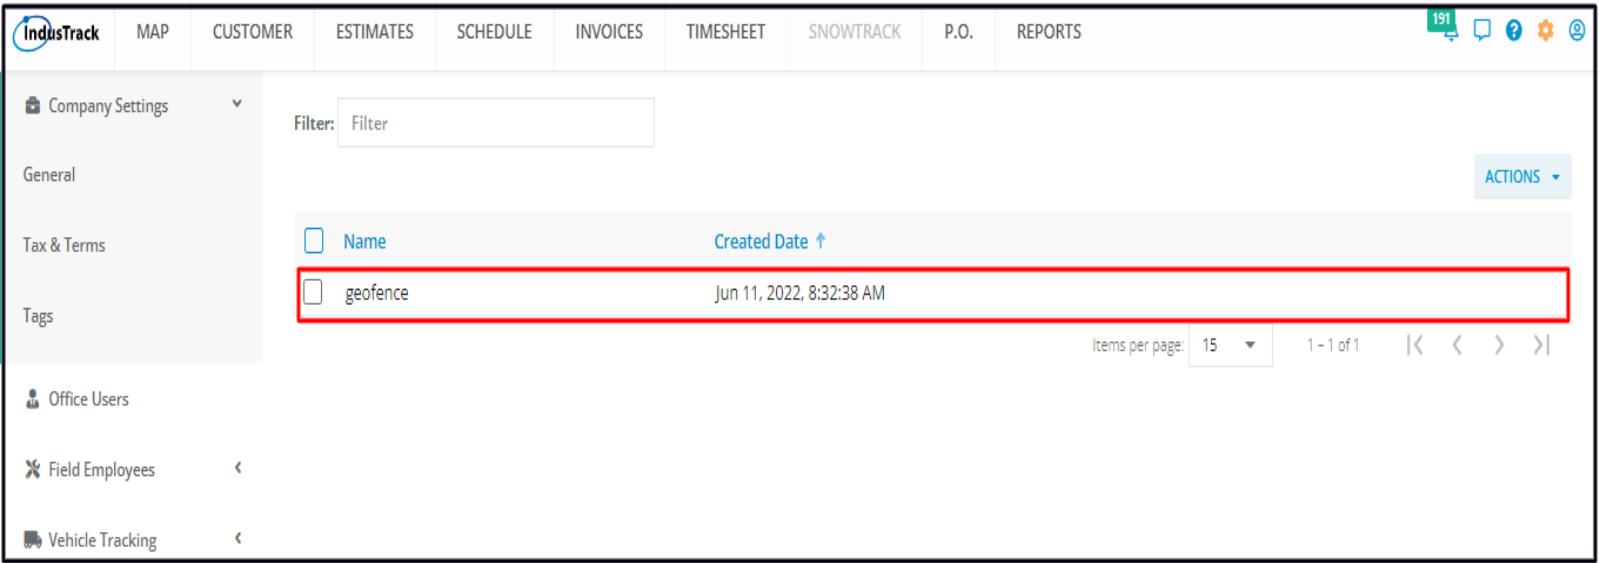 IndusTrack MAP CUSTOMER ESTIMATES SCHEDULE INVOICES TIMESHEET SNOWTRACK P.O. REPORTS 191
Company Settings
Filter: Filter
General
ACTIONS
Tax & Terms
Name Created Date
geofence Jun 11, 2022, 8:32:38 AM
Tags
Items per page: 15 1 – 1 of 1
Office Users
Field Employees
Vehicle Tracking